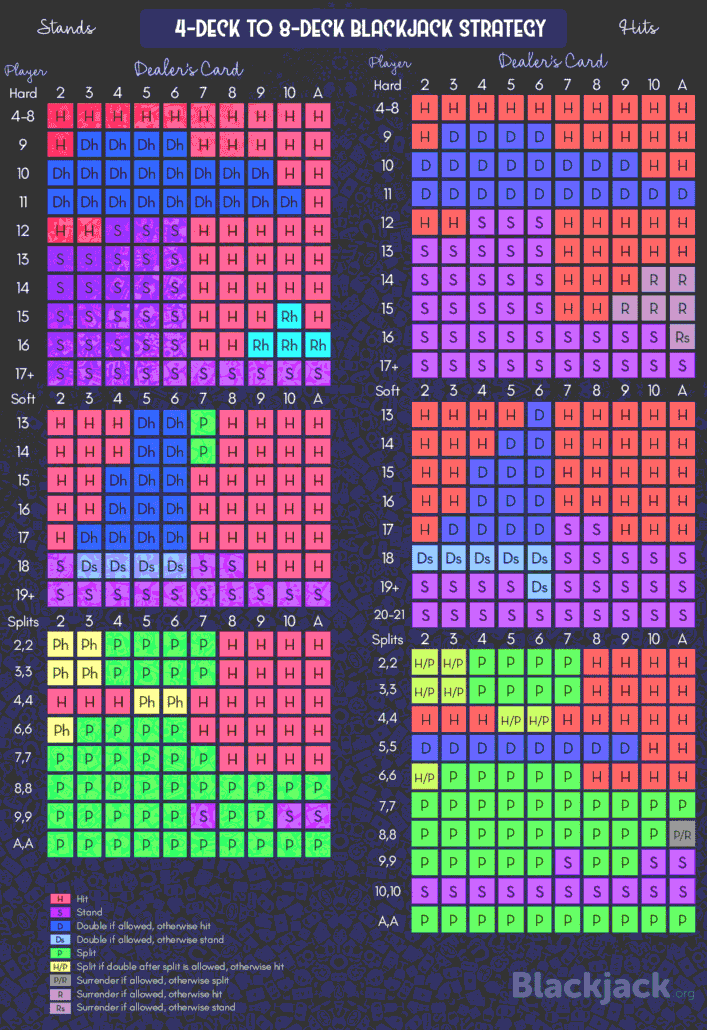 Stands
4-DECK TO 8-DECK BLACKJACK STRATEGY
Hits
Player
Dealer's Card
Hard 2 3 4 5 6 7 8 9 10 A
4-8 H H H H H H H H H H
9 H Dh Dh Dh Dh H H H H H
10 Dh Dh Dh Dh Dh Dh Dh Dh H H
11 Dh Dh Dh Dh Dh Dh Dh Dh Dh H
12 H H S S S H H H H H
13 S S S S S H H H H H
14 S S S S S H H H H H
15 S S S S S H H H Rh H
16 S S S S S H H Rh Rh Rh
17+ S S S S S S S S S S
Soft 2 3 4 5 6 7 8 9 10 A
13 H H H Dh Dh P H H H H
14 H H H Dh Dh P H H H H
15 H H Dh Dh Dh H H H H H
16 H H Dh Dh Dh H H H H H
17 H Dh Dh Dh Dh H H H H H
18 S Ds Ds Ds Ds S S H H H
19+ S S S S S S S S S S
Splits 2 3 4 5 6 7 8 9 10 A
2,2 Ph Ph P P P P H H H H
3,3 Ph Ph P P P P H H H H
4,4 H H H Ph Ph H H H H H
6,6 Ph P P P P H H H H H
7,7 P P P P P P H H H H
8,8 P P P P P P P P P P
9,9 P P P P P S P P S S
A,A P P P P P P P P P P
Player
Dealer's Card
Hard 2 3 4 5 6 7 8 9 10 A
4-8 H H H H H H H H H H
9 H D D D D H H H H H
10 D D D D D D D D H H
11 D D D D D D D D D D
12 H H S S S H H H H H
13 S S S S S H H H H H
14 S S S S S H H H R R
15 S S S S S H H R R R
16 S S S S S S S S S Rs
17+ S S S S S S S S S S
Soft 2 3 4 5 6 7 8 9 10 A
13 H H H H D H H H H H
14 H H H D D H H H H H
15 H H D D D H H H H H
16 H H D D D H H H H H
17 H D D D D S S H H H
18 Ds Ds Ds Ds Ds S S S S S
19+ S S S S Ds S S S S S
20-21 S S S S S S S S S S
Splits 2 3 4 5 6 7 8 9 10 A
2,2 H/P H/P P P P P H H H H
3,3 H/P H/P P P P P H H H H
4,4 H H H H/P H/P H H H H H
5,5 D D D D D D D D H H
6,6 H/P P P P P P H H H H
7,7 P P P P P P P P P P
8,8 P P P P P P P P P P/R
9,9 P P P P P S P P S S
10,10 S S S S S S S S S S
A,A P P P P P P P P P P
H Hit
S Stand
D Double if allowed, otherwise hit
Ds Double if allowed, otherwise stand
P Split
H/P Split if double after split is allowed, otherwise hit
P/R Surrender if allowed, otherwise split
R Surrender if allowed, otherwise hit
Rs Surrender if allowed, otherwise stand
Blackjack.org